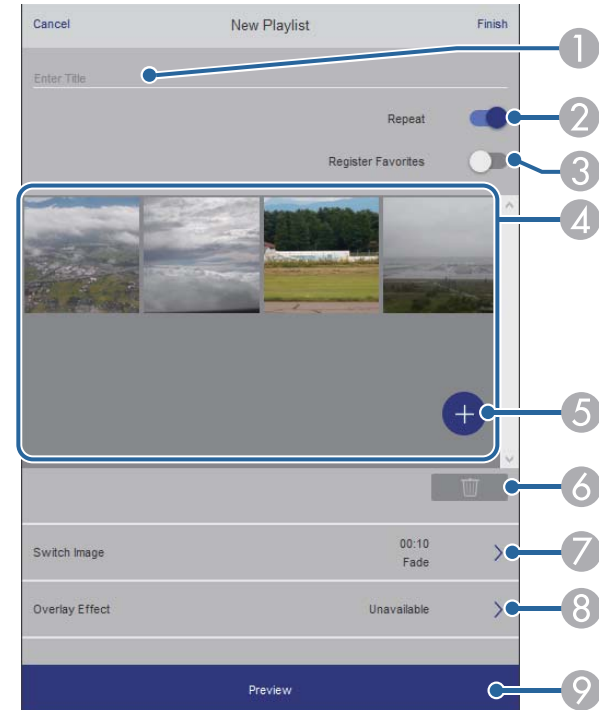 Cancel New Playlist Finish
1
Enter Title
Repeat 2
Register Favorites 3
4
5
6
Switch Image 00:10 7
Fade
Overlay Effect Unavailable 8
Preview 9